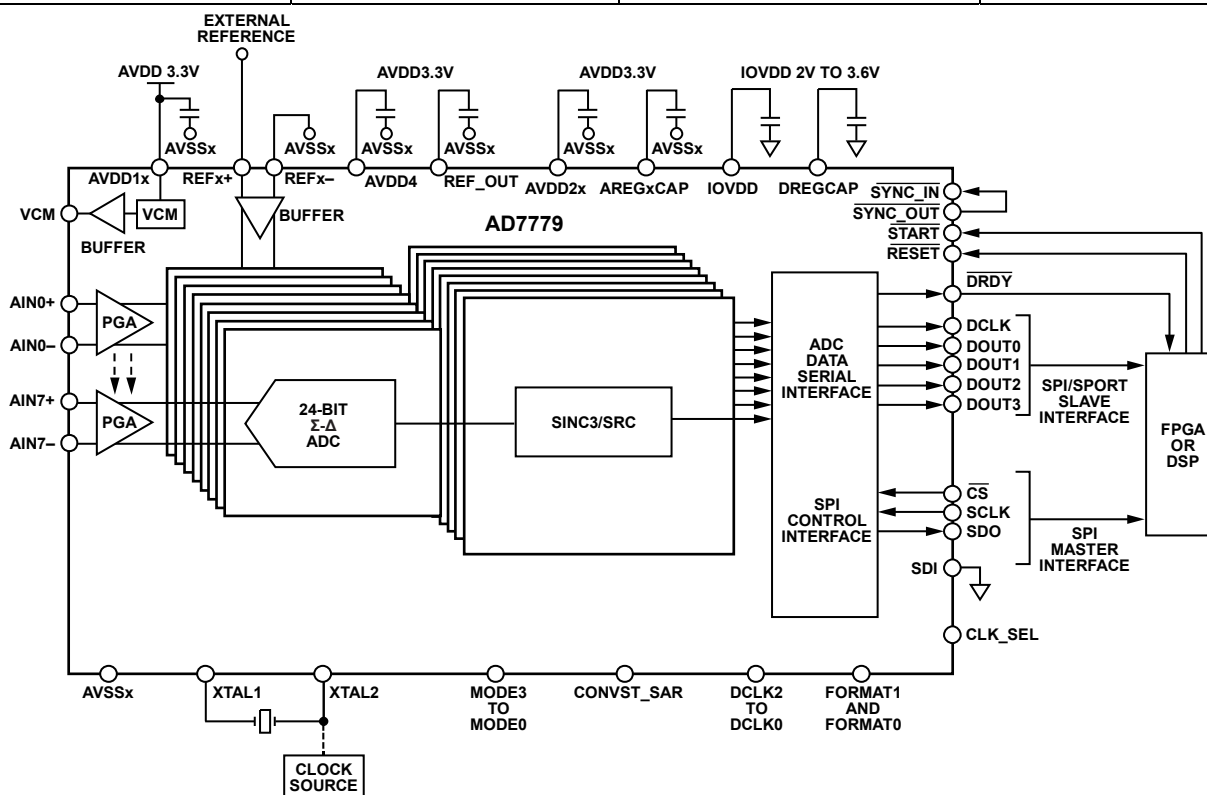 EXTERNAL
REFERENCE
AVDD 3.3V
AVDD3.3V
AVDD3.3V
IOVDD 2V TO 3.6V
AVSSx
AVSSx
AVSSx
AVSSx
AVSSx
AVSSx
AVDD1x
REFx+
REFx–
AVDD4
REF_OUT
AVDD2x
AREGxCAP
IOVDD
DREGCAP
SYNC_IN
VCM
VCM
SYNC_OUT
BUFFER
BUFFER
AD7779
START
RESET
DRDY
AIN0+
PGA
AIN0–
AIN7+
PGA
AIN7–
24-BIT
Σ-Δ
ADC
SINC3/SRC
ADC
DATA
SERIAL
INTERFACE
DCLK
DOUT0
DOUT1
DOUT2
DOUT3
SPI/SPORT
SLAVE
INTERFACE
FPGA
OR
DSP
SPI
CONTROL
INTERFACE
CS
SCLK
SDO
SPI
MASTER
INTERFACE
SDI
CLK_SEL
AVSSx
XTAL1
XTAL2
MODE3
TO
MODE0
CONVST_SAR
DCLK2
TO
DCLK0
FORMAT1
AND
FORMAT0
CLOCK
SOURCE